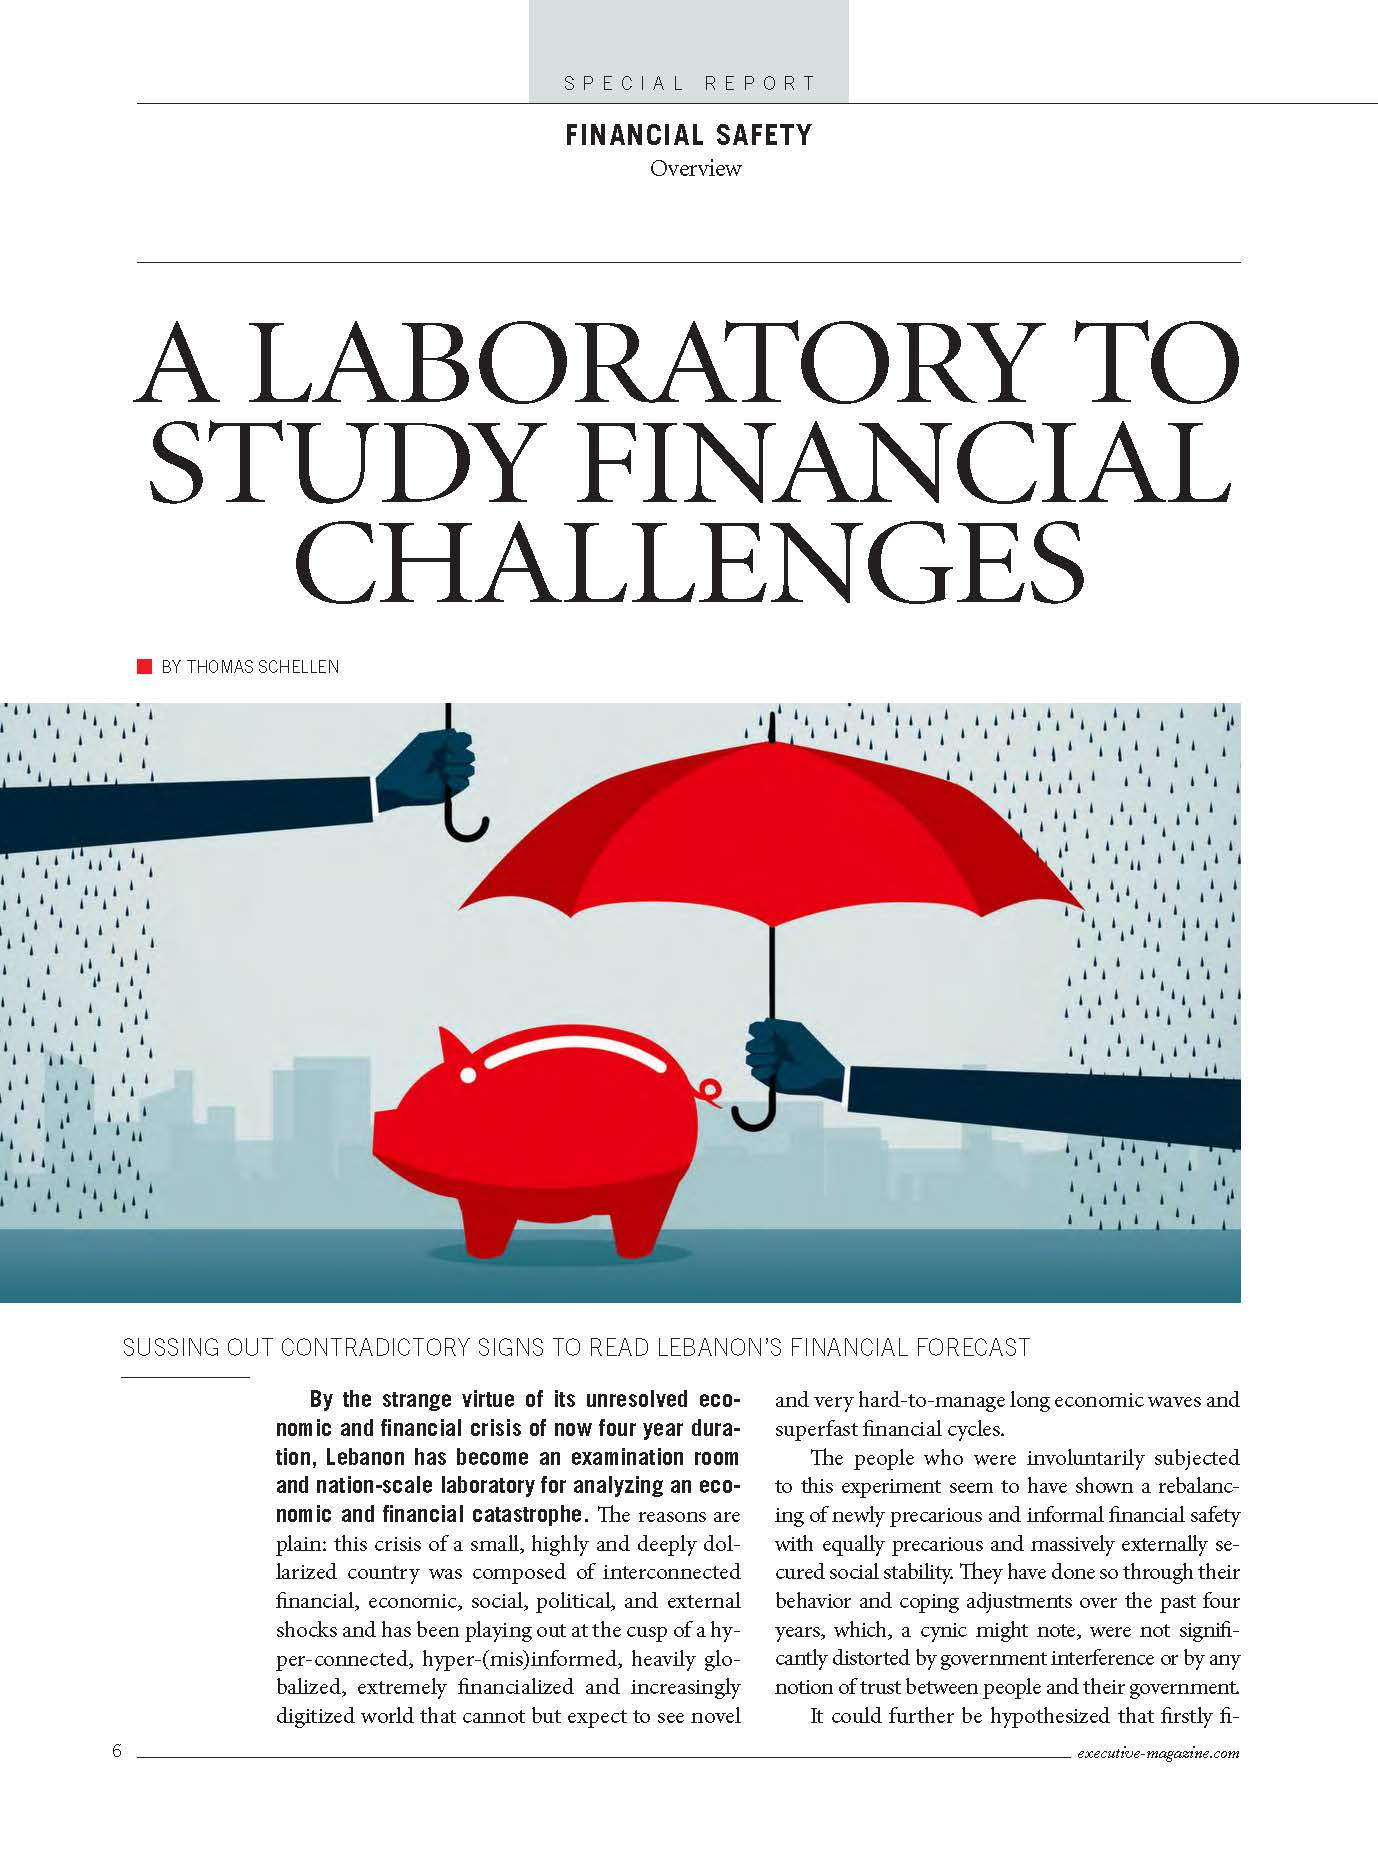 SPECIAL REPORT
FINANCIAL SAFETY
Overview
A LABORATORY TO
STUDY FINANCIAL
CHALLENGES
BY THOMAS SCHELLEN
SUSSING OUT CONTRADICTORY SIGNS TO READ LEBANON'S FINANCIAL FORECAST
By the strange virtue of its unresolved eco-
nomic and financial crisis of now four year dura-
tion, Lebanon has become an examination room
and nation-scale laboratory for analyzing an eco-
nomic and financial catastrophe. The reasons are
plain: this crisis of a small, highly and deeply dol-
larized country was composed of interconnected
financial, economic, social, political, and external
shocks and has been playing out at the cusp of a hy-
per-connected, hyper-(mis)informed, heavily glo-
balized, extremely financialized and increasingly
digitized world that cannot but expect to see novel
and very hard-to-manage long economic waves and
superfast financial cycles.
The people who were involuntarily subjected
to this experiment seem to have shown a rebalanc-
ing of newly precarious and informal financial safety
with equally precarious and massively externally se-
cured social stability. They have done so through their
behavior and coping adjustments over the past four
years, which, a cynic might note, were not signifi-
cantly distorted by government interference or by any
notion of trust between people and their government.
It could further be hypothesized that firstly fi-
6
executive-magazine.com